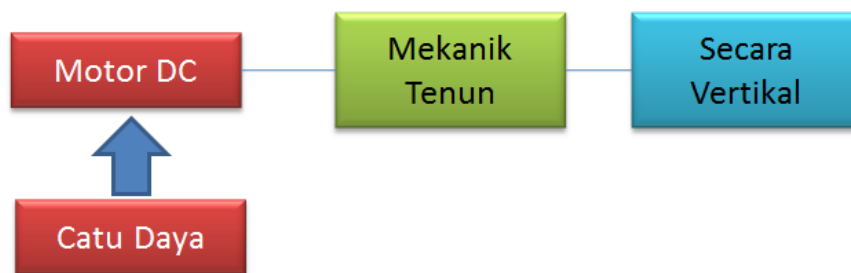 Motor DC
Mekanik
Tenun
Secara
Vertikal
Catu Daya